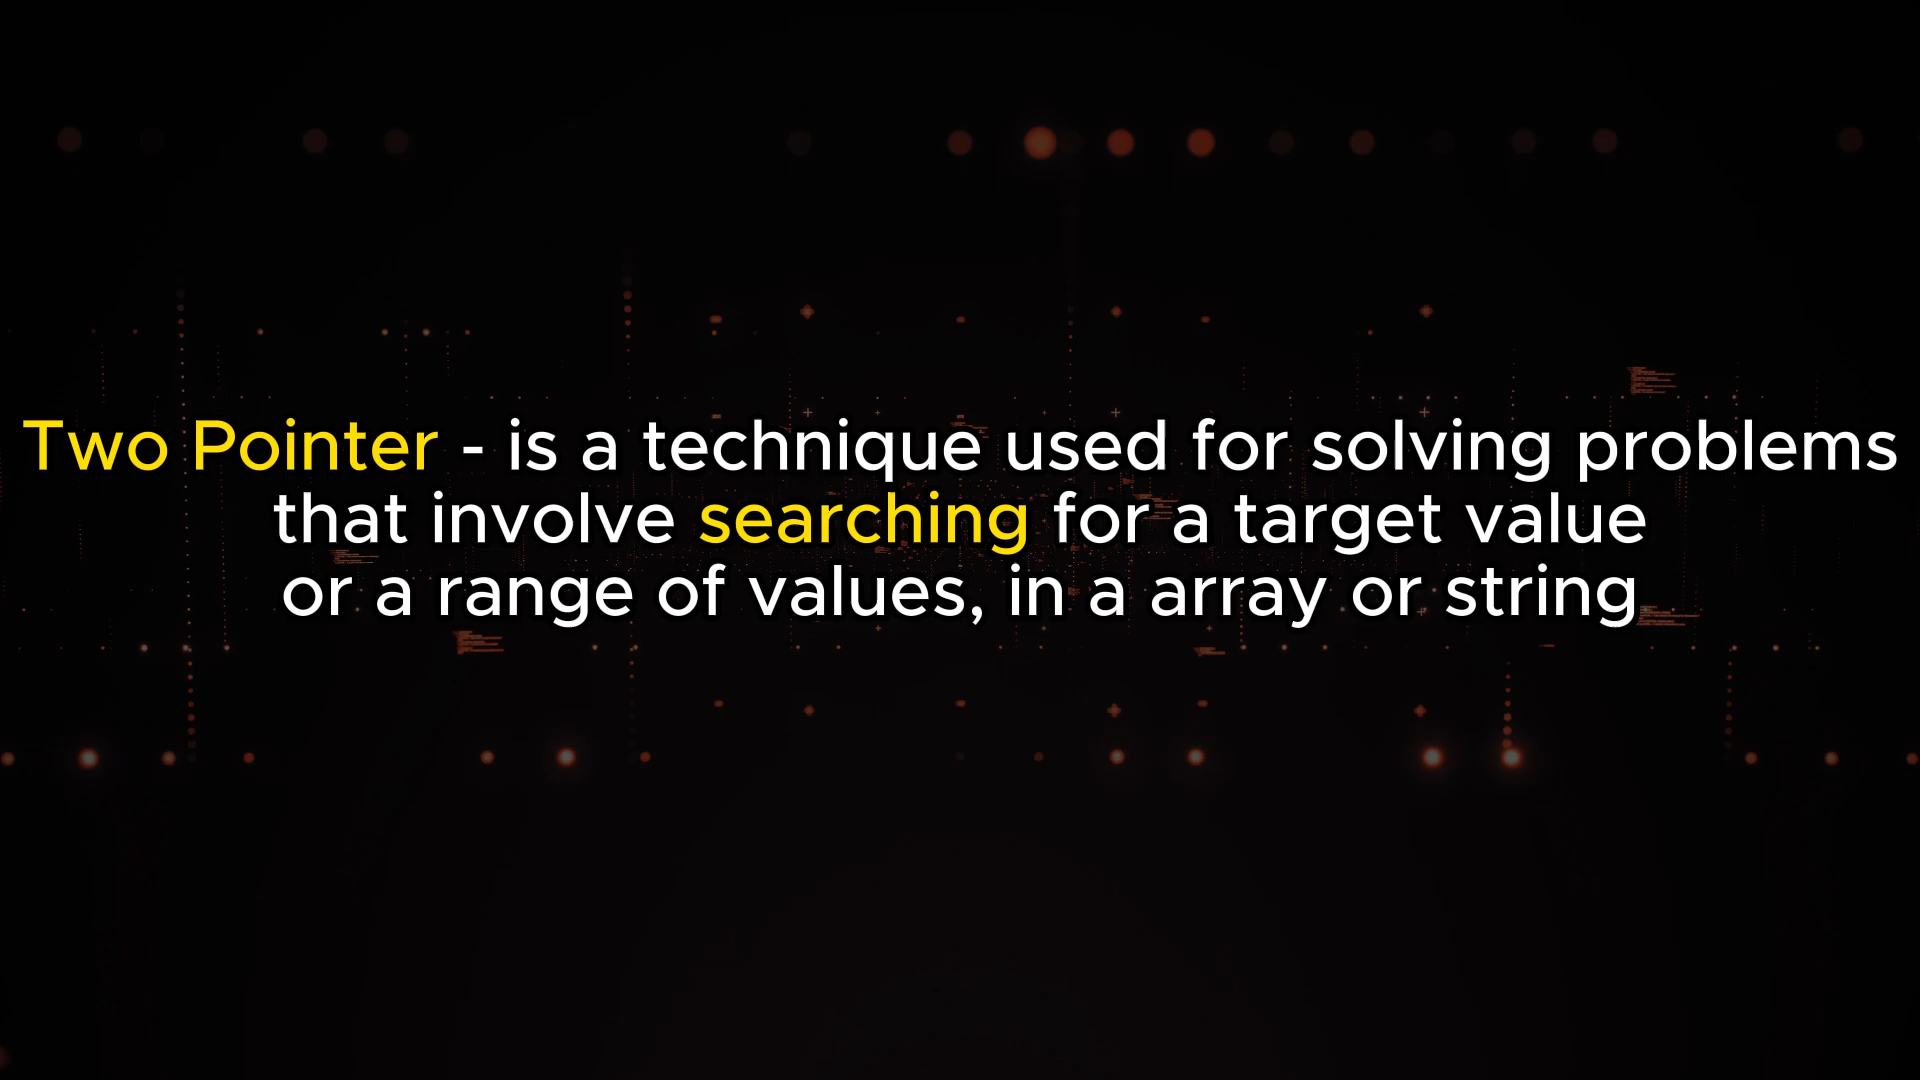 Two Pointer - is a technique used for solving problems
that involve searching for a target value
or a range of values, in a array or string